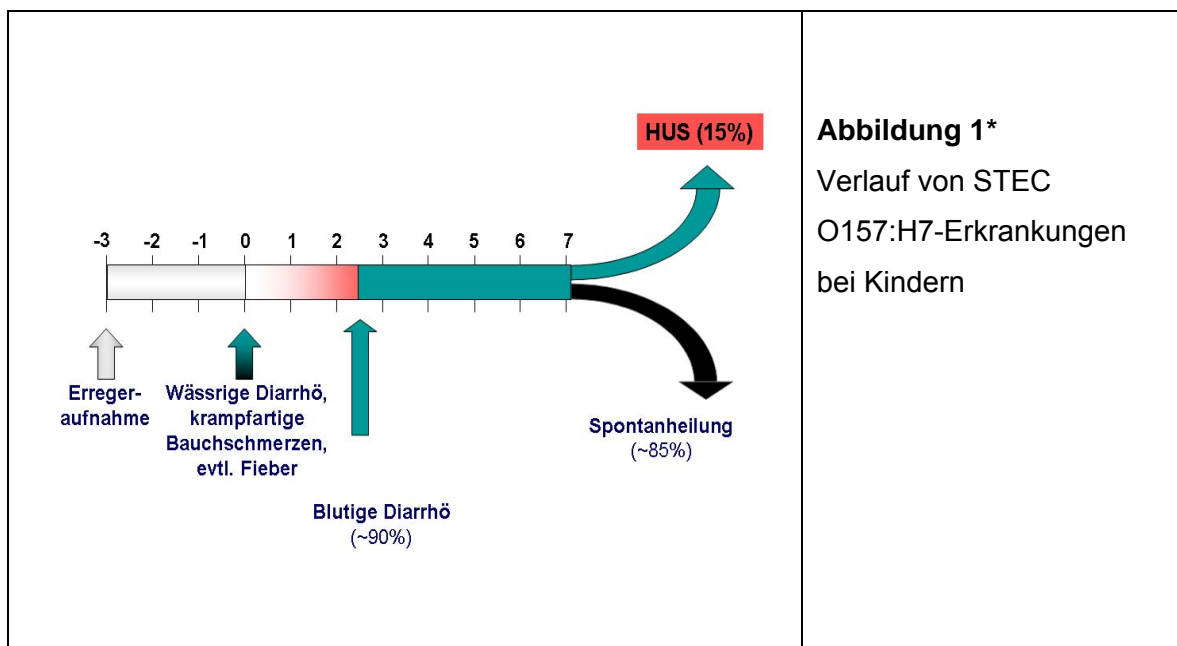 HUS (15%)
-3 -2 -1 0 1 2 3 4 5 6 7
Erreger-
aufnahme
Wässrige Diarrhö,
krampfartige
Bauchschmerzen,
evtl. Fieber
Blutige Diarrhö
(~90%)
Spontanheilung
(~85%)
Abbildung 1*
Verlauf von STEC
O157:H7-Erkrankungen
bei Kindern